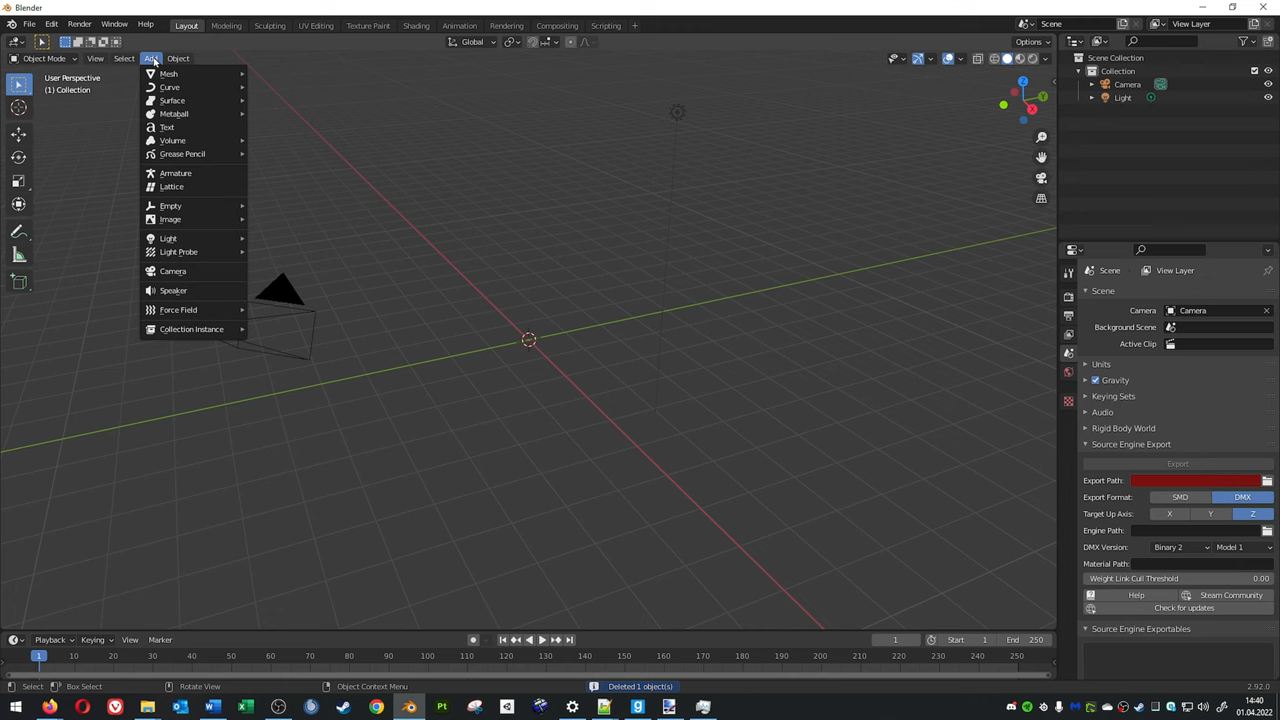 Blender
File Edit Render Window Help Layout Modeling Sculpting UV Editing Texture Paint Shading Animation Rendering Compositing Scripting + Scene View Layer
Global Options
Object Mode View Select Add Object
User Perspective
(1) Collection
Mesh
Curve
Surface
Metaball
Text
Volume
Grease Pencil
Armature
Lattice
Empty
Image
Light
Light Probe
Camera
Speaker
Force Field
Collection Instance
Z
Y
X
Scene Collection
Collection
Camera
Light
Scene View Layer
Scene
Camera Camera
Background Scene
Active Clip
Units
Gravity
Keying Sets
Audio
Rigid Body World
Source Engine Export
Export
Export Path:
Export Format: SMD DMX
Target Up Axis: X Y Z
Engine Path:
DMX Version: Binary 2 Model 1
Material Path:
Weight Link Cull Threshold 0.00
Help Steam Community
Check for updates
Source Engine Exportables
Playback Keying View Marker 1 Start 1 End 250
1 10 20 30 40 50 60 70 80 90 100 110 120 130 140 150 160 170 180 190 200 210 220 230 240 250
Select Box Select Rotate View Object Context Menu Deleted 1 object(s) 2.92.0
14:40
01.04.2022